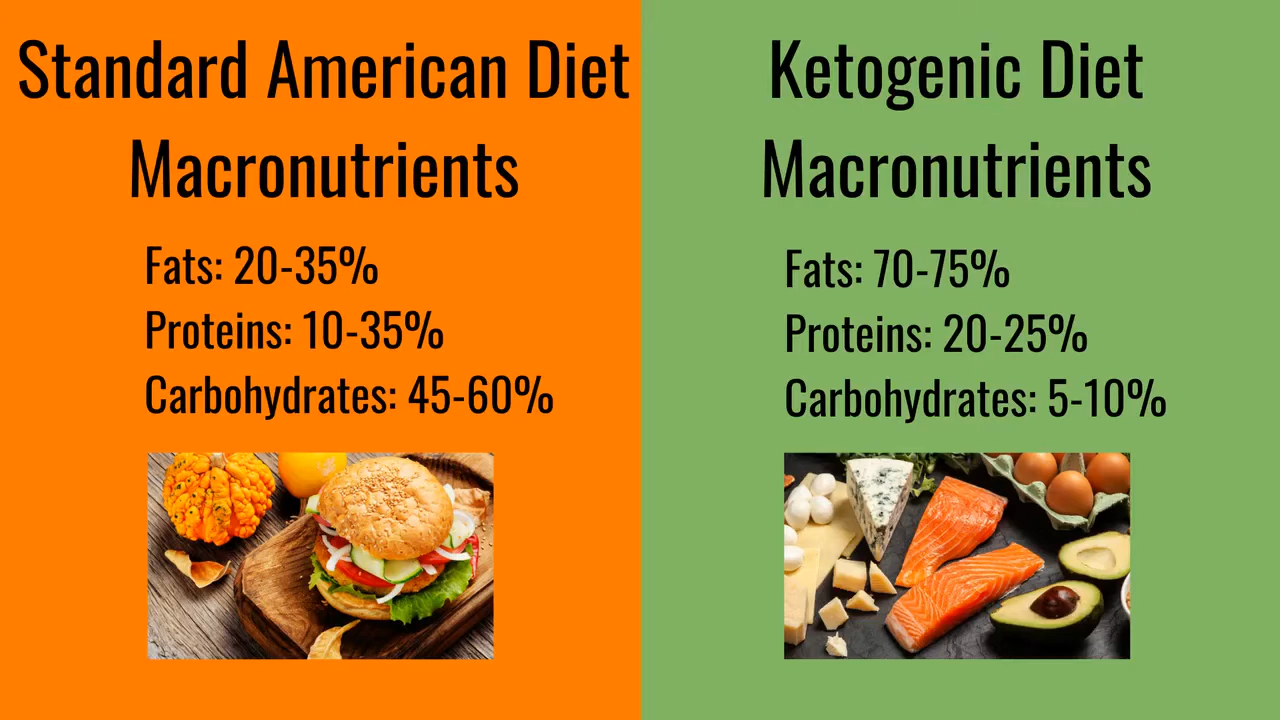 Standard American Diet
Macronutrients
Fats: 20-35%
Proteins: 10-35%
Carbohydrates: 45-60%
Ketogenic Diet
Macronutrients
Fats: 70-75%
Proteins: 20-25%
Carbohydrates: 5-10%